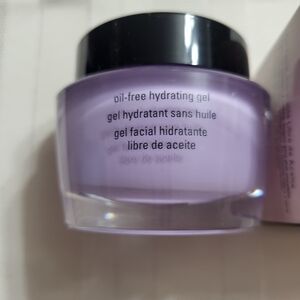 oil-free hydrating gel
gel hydratant sans huile
gel facial hidratante
libre de aceite